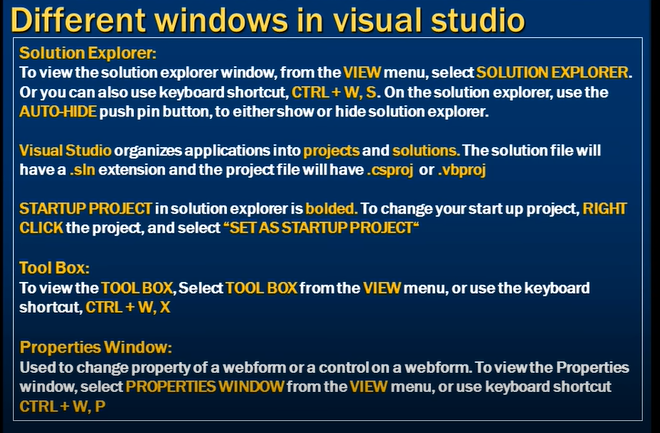 Different windows in visual studio
Solution Explorer:
To view the solution explorer window, from the VIEW menu, select SOLUTION EXPLORER.
Or you can also use keyboard shortcut, CTRL + W, S. On the solution explorer, use the
AUTO-HIDE push pin button, to either show or hide solution explorer.
Visual Studio organizes applications into projects and solutions. The solution file will
have a .sln extension and the project file will have .csproj or .vbproj
STARTUP PROJECT in solution explorer is bolded. To change your start up project, RIGHT
CLICK the project, and select “SET AS STARTUP PROJECT“
Tool Box:
To view the TOOL BOX, Select TOOL BOX from the VIEW menu, or use the keyboard
shortcut, CTRL + W, X
Properties Window:
Used to change property of a webform or a control on a webform. To view the Properties
window, select PROPERTIES WINDOW from the VIEW menu, or use keyboard shortcut
CTRL + W, P